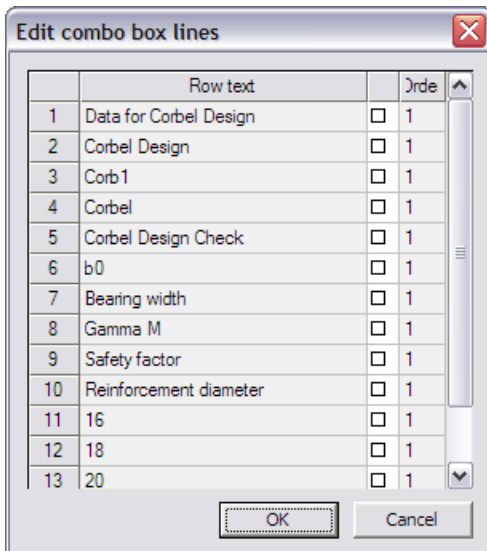 Edit combo box lines
Row text Orde
1 Data for Corbel Design 1
2 Corbel Design 1
3 Corb1 1
4 Corbel 1
5 Corbel Design Check 1
6 b0 1
7 Bearing width 1
8 Gamma M 1
9 Safety factor 1
10 Reinforcement diameter 1
11 16 1
12 18 1
13 20 1
OK Cancel